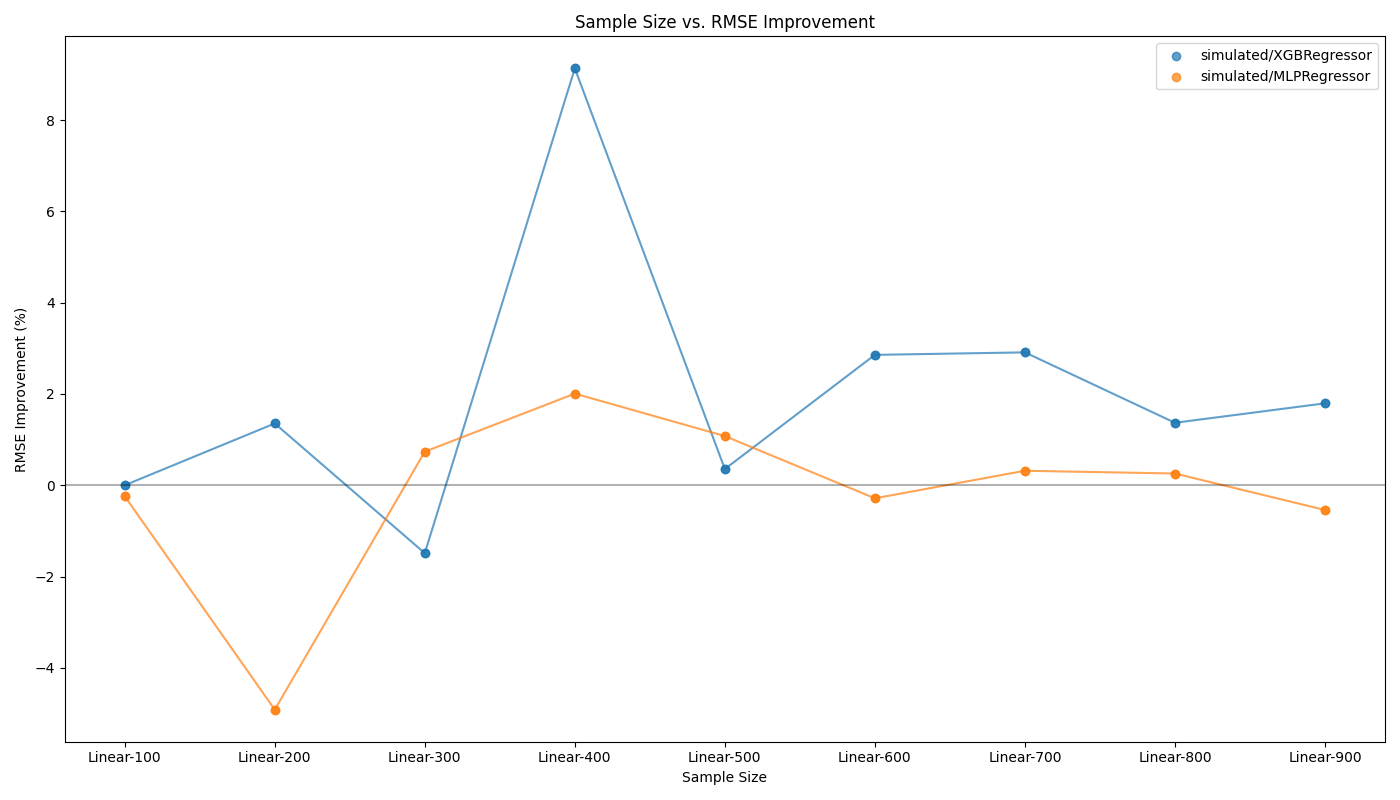 Sample Size vs. RMSE Improvement
simulated/XGBRegressor
simulated/MLPRegressor
RMSE Improvement (%)
8
6
4
2
0
−2
−4
Linear-100 Linear-200 Linear-300 Linear-400 Linear-500 Linear-600 Linear-700 Linear-800 Linear-900
Sample Size